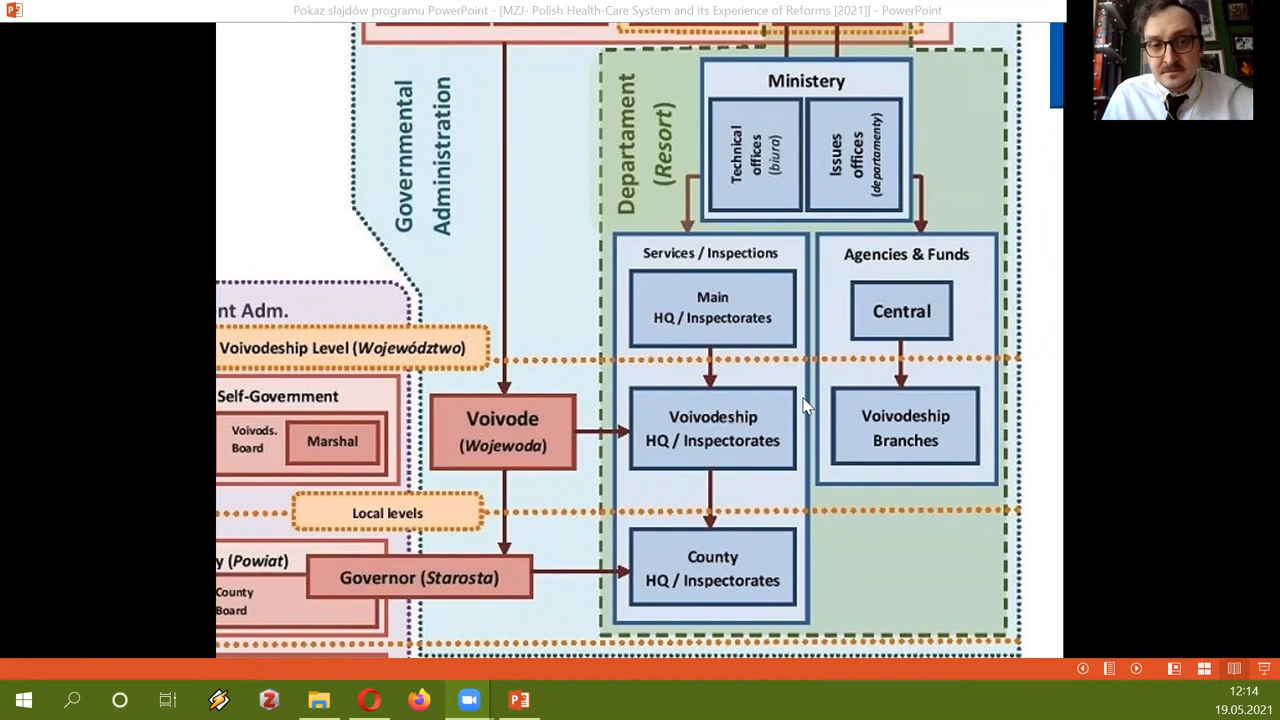 Pokaz slajdów programu PowerPoint - [MZJ- Polish Health-Care System and its Experience of Reforms [2021]] - PowerPoint
Governmental
Administration
Departament
(Resort)
Ministery
Technical
offices
(biura)
Issues
offices
(departamenty)
Services / Inspections
Main
HQ / Inspectorates
Agencies & Funds
Central
nt Adm.
Voivodeship Level (Województwo)
Self-Government
Voivods.
Board
Marshal
Voivode
(Wojewoda)
Voivodeship
HQ / Inspectorates
Voivodeship
Branches
Local levels
y (Powiat)
County
Board
Governor (Starosta)
County
HQ / Inspectorates
12:14
19.05.2021